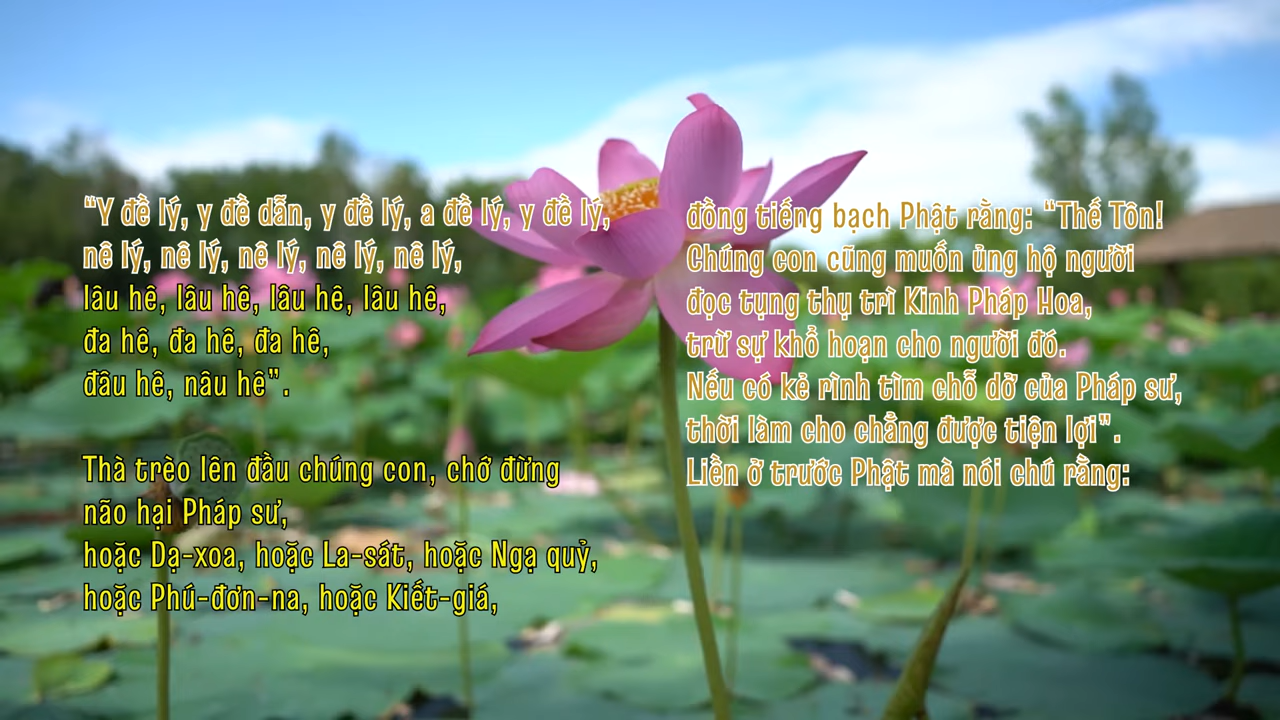 “Y đề lý, y đề dẫn, y đề lý, a đề lý, y đề lý,
nê lý, nê lý, nê lý, nê lý, nê lý,
lâu hê, lâu hê, lâu hê, lâu hê,
đa hê, đa hê, đa hê,
đâu hê, nâu hê”.
Thà trèo lên đầu chúng con, chớ đừng
não hại Pháp sư,
hoặc Dạ-xoa, hoặc La-sát, hoặc Ngạ quỷ,
hoặc Phú-đơn-na, hoặc Kiết-giá,
đồng tiếng bạch Phật rằng: “Thế Tôn!
Chúng con cũng muốn ủng hộ người
đọc tụng thụ trì Kinh Pháp Hoa,
trừ sự khổ hoạn cho người đó.
Nếu có kẻ rình tìm chỗ dở của Pháp sư,
thời làm cho chẳng được tiện lợi”.
Liền ở trước Phật mà nói chú rằng: